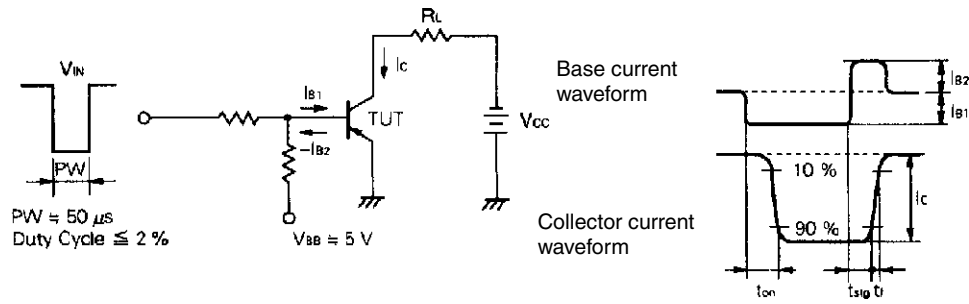 VIN
PW
PW ≒ 50 μs
Duty Cycle ≦ 2 %
IB1
-IB2
VBB ≒ 5 V
TUT
IC
RL
VCC
Base current
waveform
Collector current
waveform
IB2
IB1
10 %
90 %
IC
ton
tstg
tf